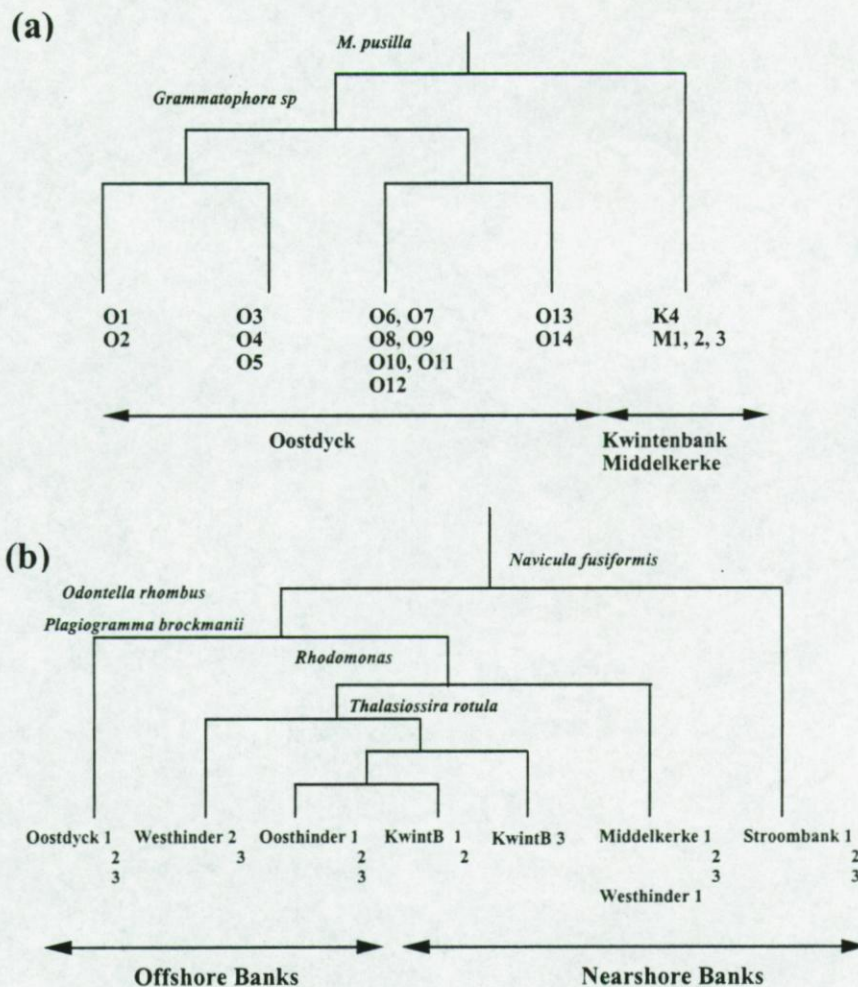 (a)
M. pusilla
Grammatophora sp
O1 O3 O6, O7 O13 K4
O2 O4 O8, O9 O14 M1, 2, 3
O5 O10, O11
O12
Oostdyck Kwintenbank
Middelkerke
(b)
Navicula fusiformis
Odontella rhombus
Plagiogramma brockmanii
Rhodomonas
Thalasiossira rotula
Oostdyck 1 Westhinder 2 Oosthinder 1 KwintB 1 KwintB 3 Middelkerke 1 Stroombank 1
2 3 2 2 2 2
3 3 3 3
Westhinder 1
Offshore Banks Nearshore Banks